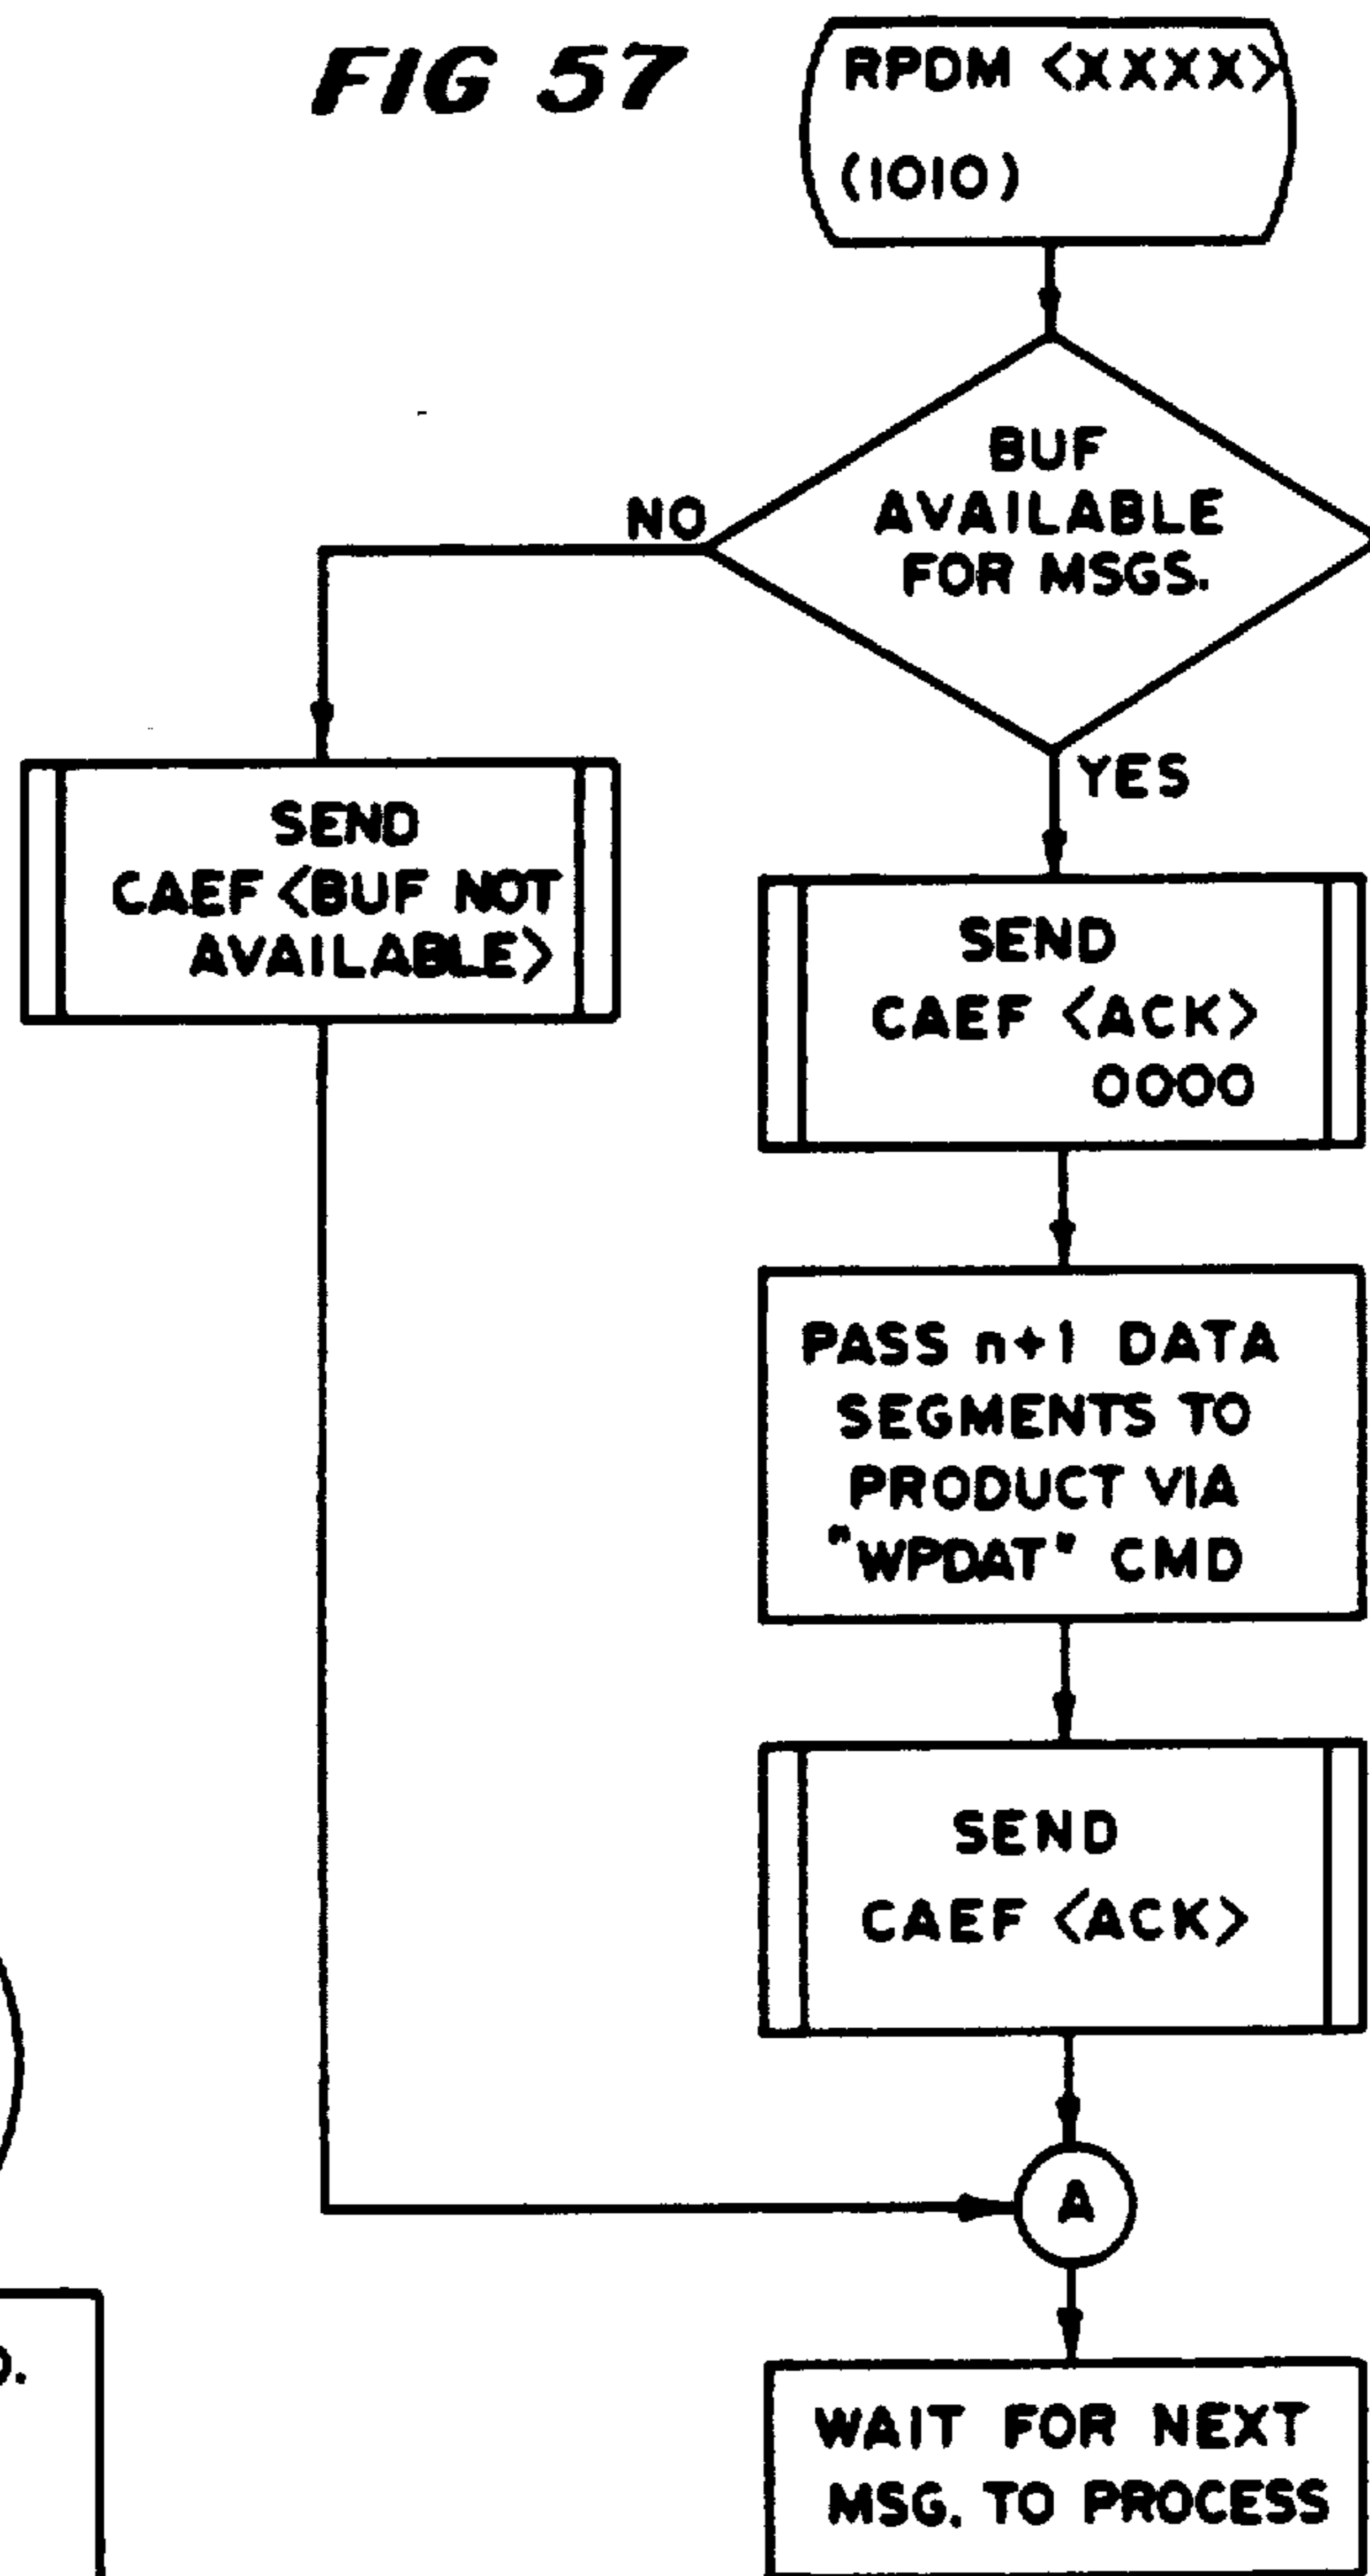 FIG 57
RPDM <XXXX>
(1010)
BUF
AVAILABLE
FOR MSGS.
NO
YES
SEND
CAEF <BUF NOT
AVAILABLE>
SEND
CAEF <ACK>
0000
PASS n+1 DATA
SEGMENTS TO
PRODUCT VIA
"WPDAT" CMD
SEND
CAEF <ACK>
A
WAIT FOR NEXT
MSG. TO PROCESS